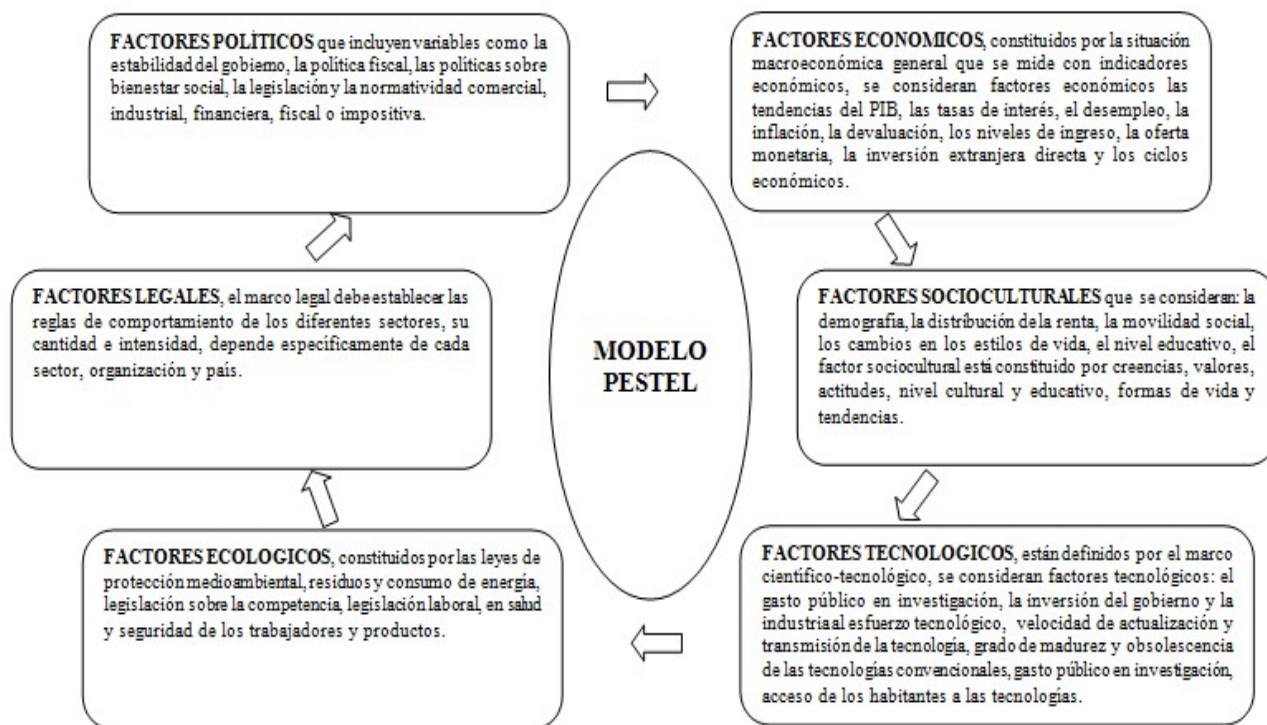 FACTORES POLÍTICOS que incluyen variables como la
estabilidad del gobierno, la política fiscal, las políticas sobre
bienestar social, la legislación y la normatividad comercial,
industrial, financiera, fiscal o impositiva.
FACTORES ECONOMICOS, constituidos por la situación
macroeconómica general que se mide con indicadores
económicos, se consideran factores económicos las
tendencias del PIB, las tasas de interés, el desempleo, la
inflación, la devaluación, los niveles de ingreso, la oferta
monetaria, la inversión extranjera directa y los ciclos
económicos.
FACTORES SOCIOCULTURALES que se consideran: la
demografía, la distribución de la renta, la movilidad social,
los cambios en los estilos de vida, el nivel educativo, el
factor sociocultural está constituido por creencias, valores,
actitudes, nivel cultural y educativo, formas de vida y
tendencias.
FACTORES TECNOLOGICOS, están definidos por el marco
científico-tecnológico, se consideran factores tecnológicos: el
gasto público en investigación, la inversión del gobierno y la
industria al esfuerzo tecnológico, velocidad de actualización y
transmisión de la tecnología, grado de madurez y obsolescencia
de las tecnologías convencionales, gasto público en investigación,
acceso de los habitantes a las tecnologías.
FACTORES ECOLOGICOS, constituidos por las leyes de
protección medioambiental, residuos y consumo de energía,
legislación sobre la competencia, legislación laboral, en salud
y seguridad de los trabajadores y productos.
FACTORES LEGALES, el marco legal debe establecer las
reglas de comportamiento de los diferentes sectores, su
cantidad e intensidad, depende específicamente de cada
sector, organización y país.
MODELO
PESTEL